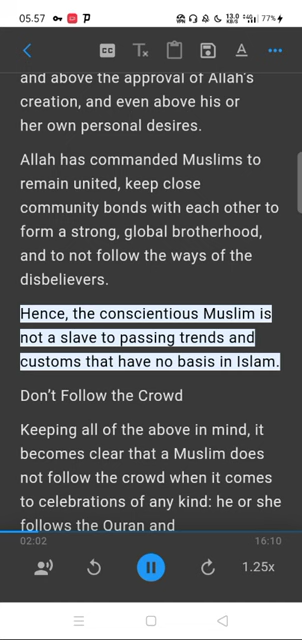 05.57
13.0
KB/S
77%
CC
and above the approval of Allah's
creation, and even above his or
her own personal desires.
Allah has commanded Muslims to
remain united, keep close
community bonds with each other to
form a strong, global brotherhood,
and to not follow the ways of the
disbelievers.
Hence, the conscientious Muslim is
not a slave to passing trends and
customs that have no basis in Islam.
Don't Follow the Crowd
Keeping all of the above in mind, it
becomes clear that a Muslim does
not follow the crowd when it comes
to celebrations of any kind: he or she
follows the Quran and
02:02
16:10
1.25x